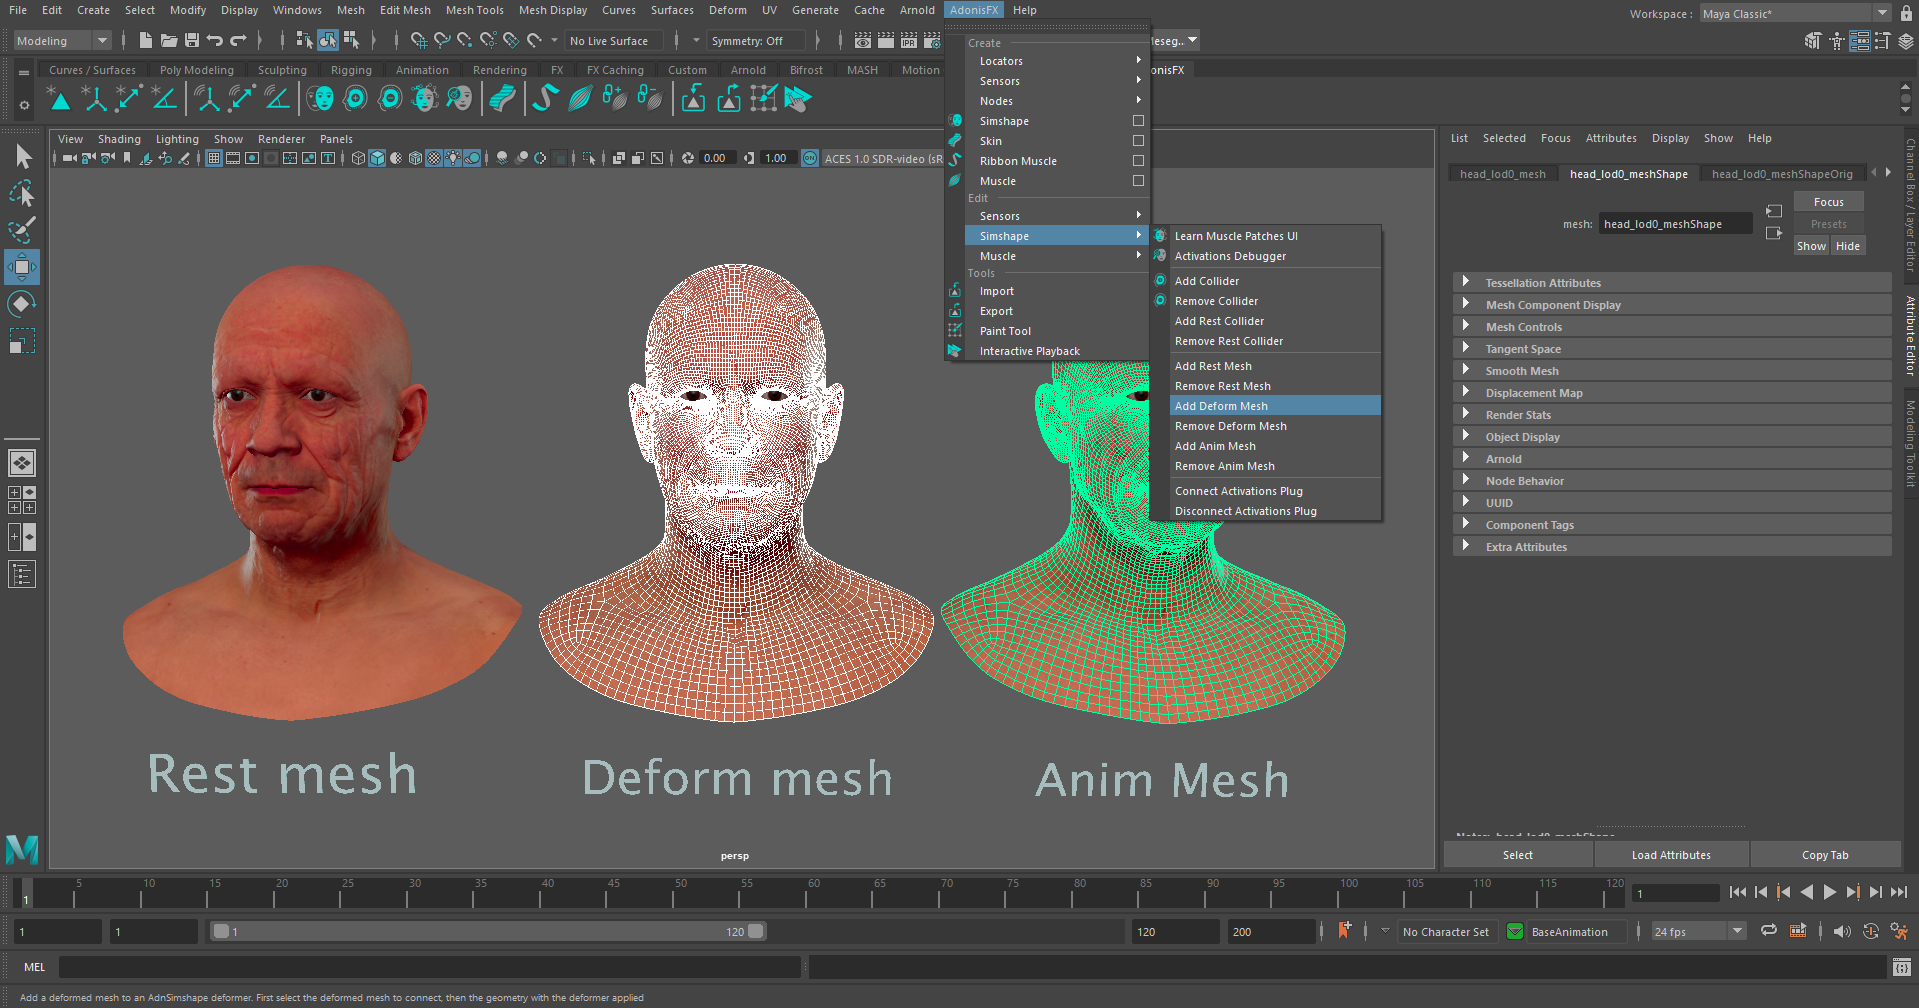 File Edit Create Select Modify Display Windows Mesh Edit Mesh Mesh Tools Mesh Display Curves Surfaces Deform UV Generate Cache Arnold AdonisFX Help
Workspace : Maya Classic*
Modeling
No Live Surface
Symmetry: Off
IPR
Curves / Surfaces Poly Modeling Sculpting Rigging Animation Rendering FX FX Caching Custom Arnold Bifrost MASH Motion
View Shading Lighting Show Renderer Panels
0.00
1.00
ON
ACES 1.0 SDR-video (sR
Create
Locators
Sensors
Nodes
Simshape
Skin
Ribbon Muscle
Muscle
Edit
Sensors
Simshape
Muscle
Tools
Import
Export
Paint Tool
Interactive Playback
Learn Muscle Patches UI
Activations Debugger
Add Collider
Remove Collider
Add Rest Collider
Remove Rest Collider
Add Rest Mesh
Remove Rest Mesh
Add Deform Mesh
Remove Deform Mesh
Add Anim Mesh
Remove Anim Mesh
Connect Activations Plug
Disconnect Activations Plug
Rest mesh
Deform mesh
Anim Mesh
persp
List Selected Focus Attributes Display Show Help
head_lod0_mesh
head_lod0_meshShape
head_lod0_meshShapeOrig
mesh: head_lod0_meshShape
Focus
Presets
Show Hide
Tessellation Attributes
Mesh Component Display
Mesh Controls
Tangent Space
Smooth Mesh
Displacement Map
Render Stats
Object Display
Arnold
Node Behavior
UUID
Component Tags
Extra Attributes
Select
Load Attributes
Copy Tab
Channel Box / Layer Editor
Attribute Editor
Modeling Toolkit
1 5 10 15 20 25 30 35 40 45 50 55 60 65 70 75 80 85 90 95 100 105 110 115 120
1
1
1
1
120
120
200
No Character Set
BaseAnimation
24 fps
MEL
Add a deformed mesh to an AdnSimshape deformer. First select the deformed mesh to connect, then the geometry with the deformer applied